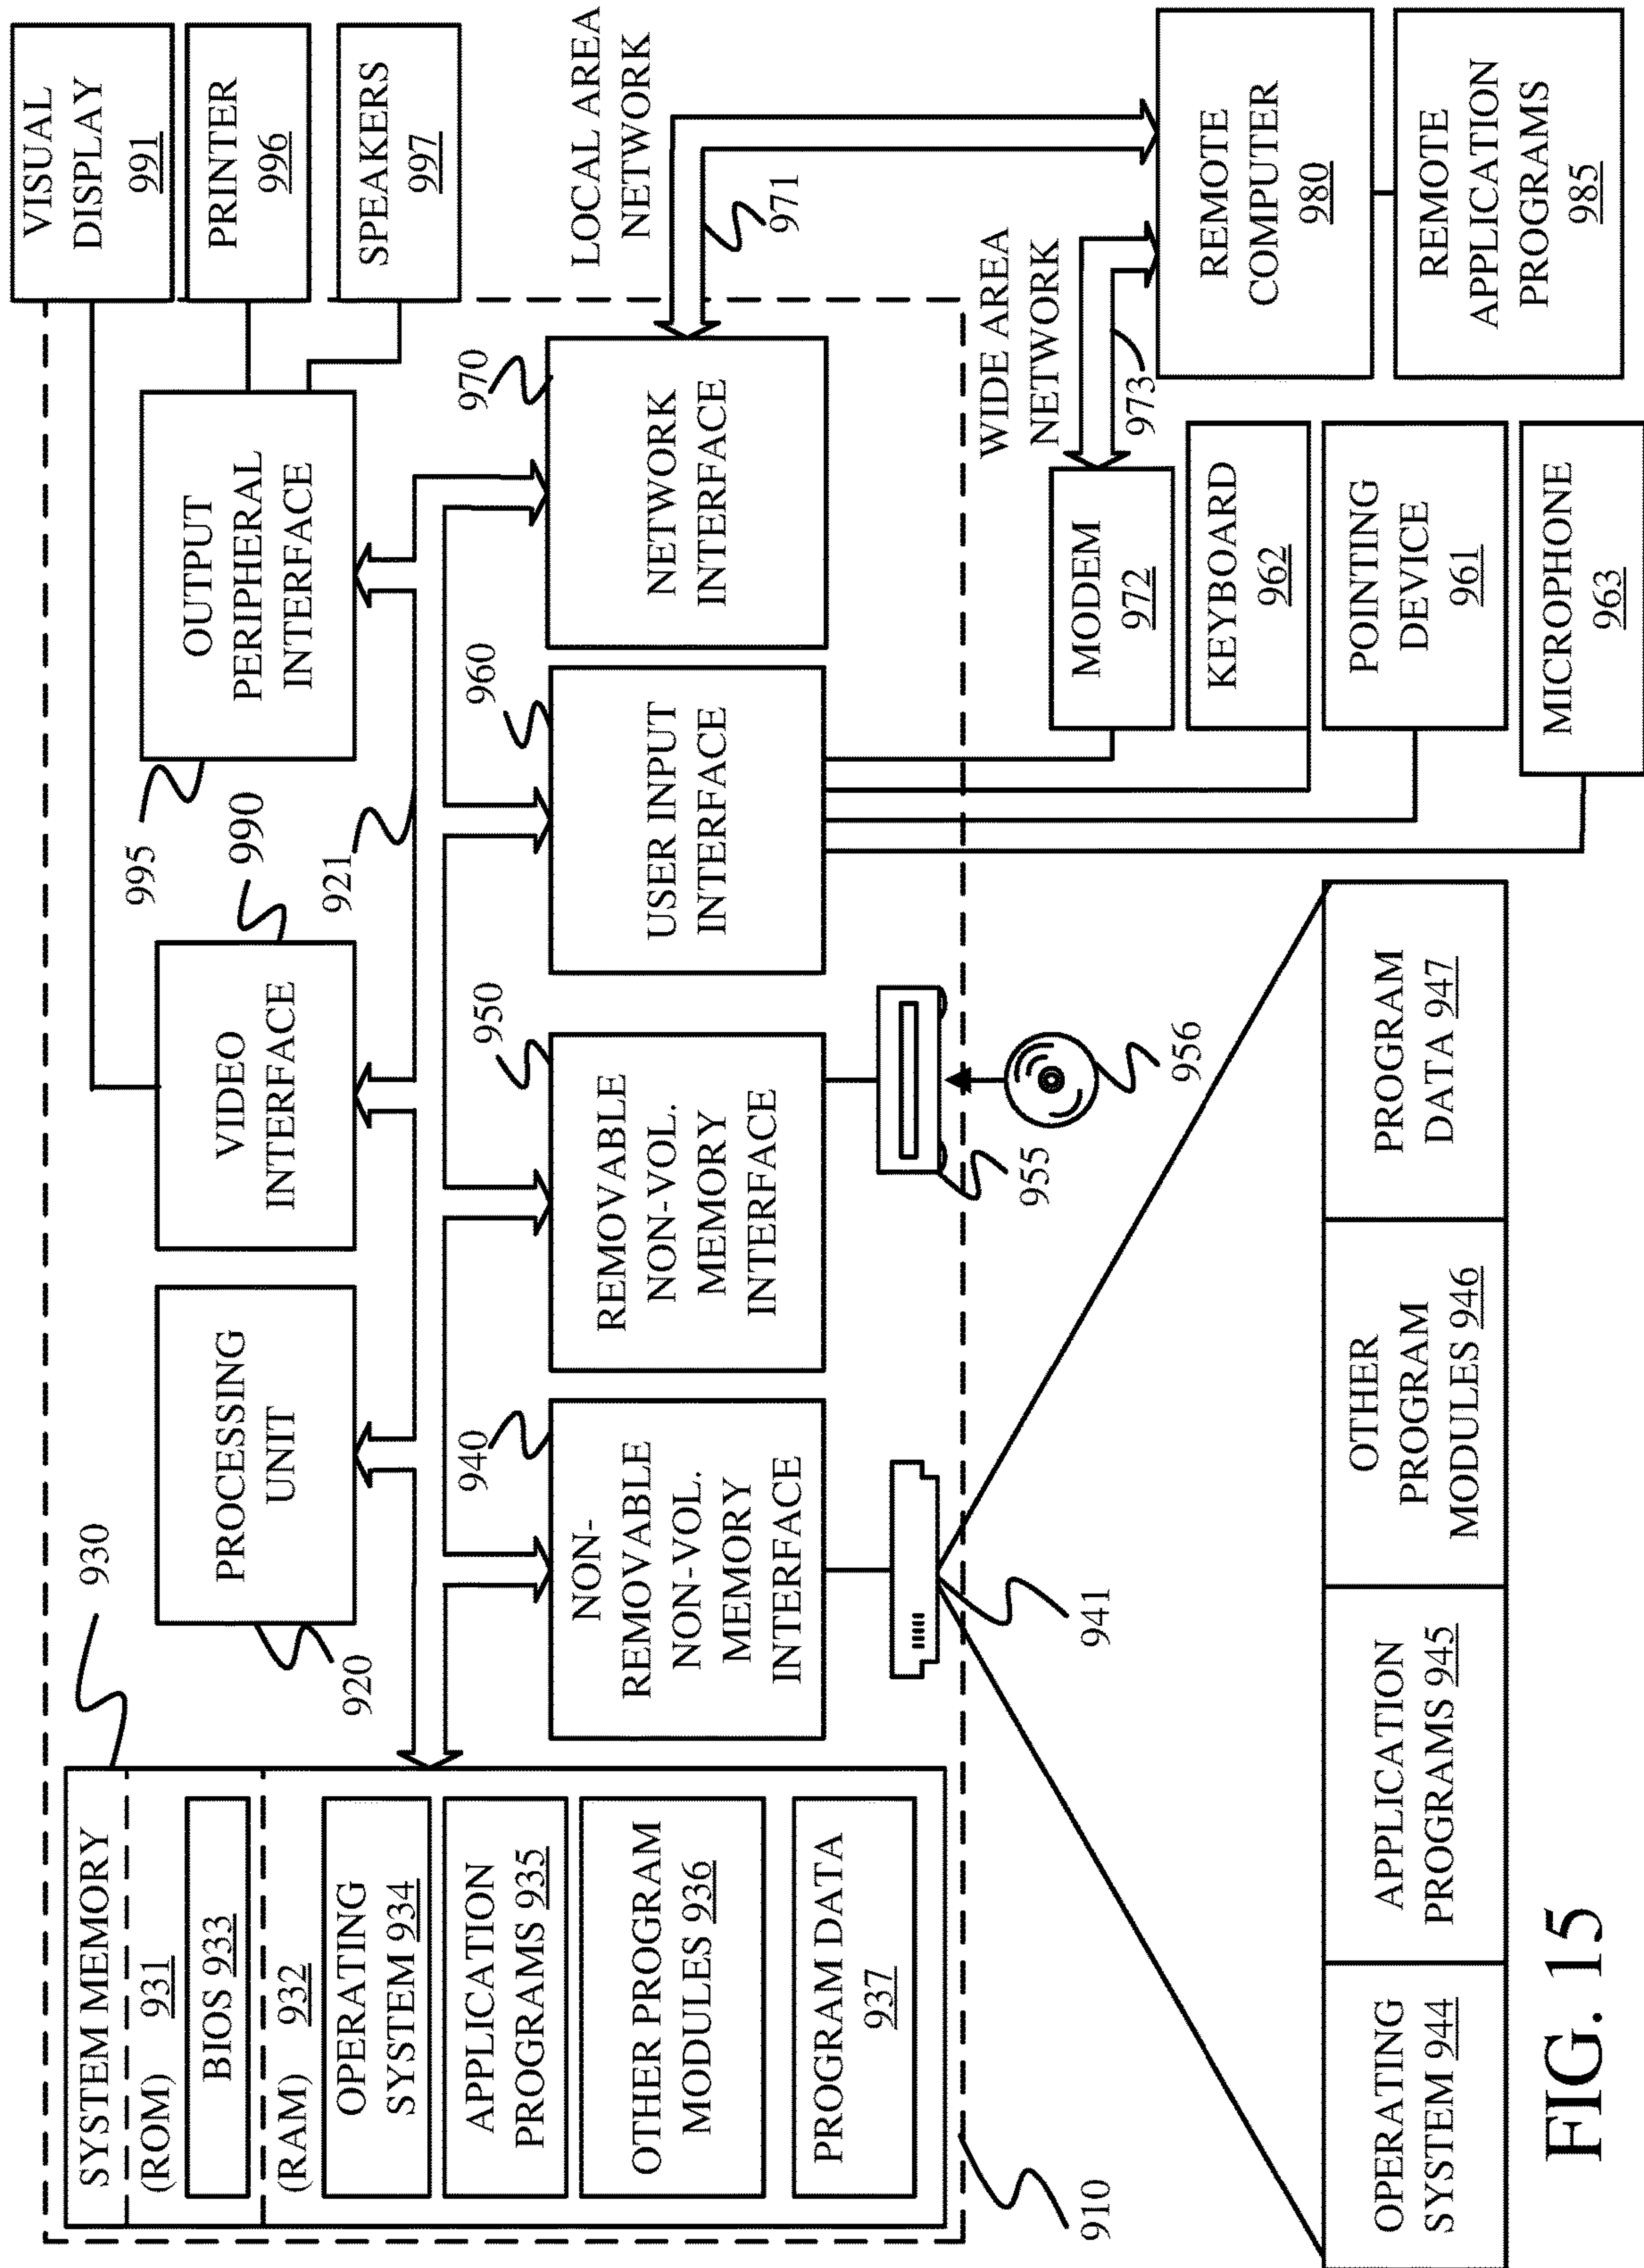 SYSTEM MEMORY
(ROM) 931
BIOS 933
(RAM) 932
OPERATING
SYSTEM 934
APPLICATION
PROGRAMS 935
OTHER PROGRAM
MODULES 936
PROGRAM DATA
937
930
910
PROCESSING
UNIT
920
VIDEO
INTERFACE
990
OUTPUT
PERIPHERAL
INTERFACE
995
921
VISUAL
DISPLAY
991
PRINTER
996
SPEAKERS
997
NON-
REMOVABLE
NON-VOL.
MEMORY
INTERFACE
940
REMOVABLE
NON-VOL.
MEMORY
INTERFACE
950
USER INPUT
INTERFACE
960
NETWORK
INTERFACE
970
LOCAL AREA
NETWORK
971
941
955
956
WIDE AREA
NETWORK
973
MODEM
972
KEYBOARD
962
POINTING
DEVICE
961
MICROPHONE
963
REMOTE
COMPUTER
980
REMOTE
APPLICATION
PROGRAMS
985
OPERATING
SYSTEM 944
APPLICATION
PROGRAMS 945
OTHER
PROGRAM
MODULES 946
PROGRAM
DATA 947
FIG. 15